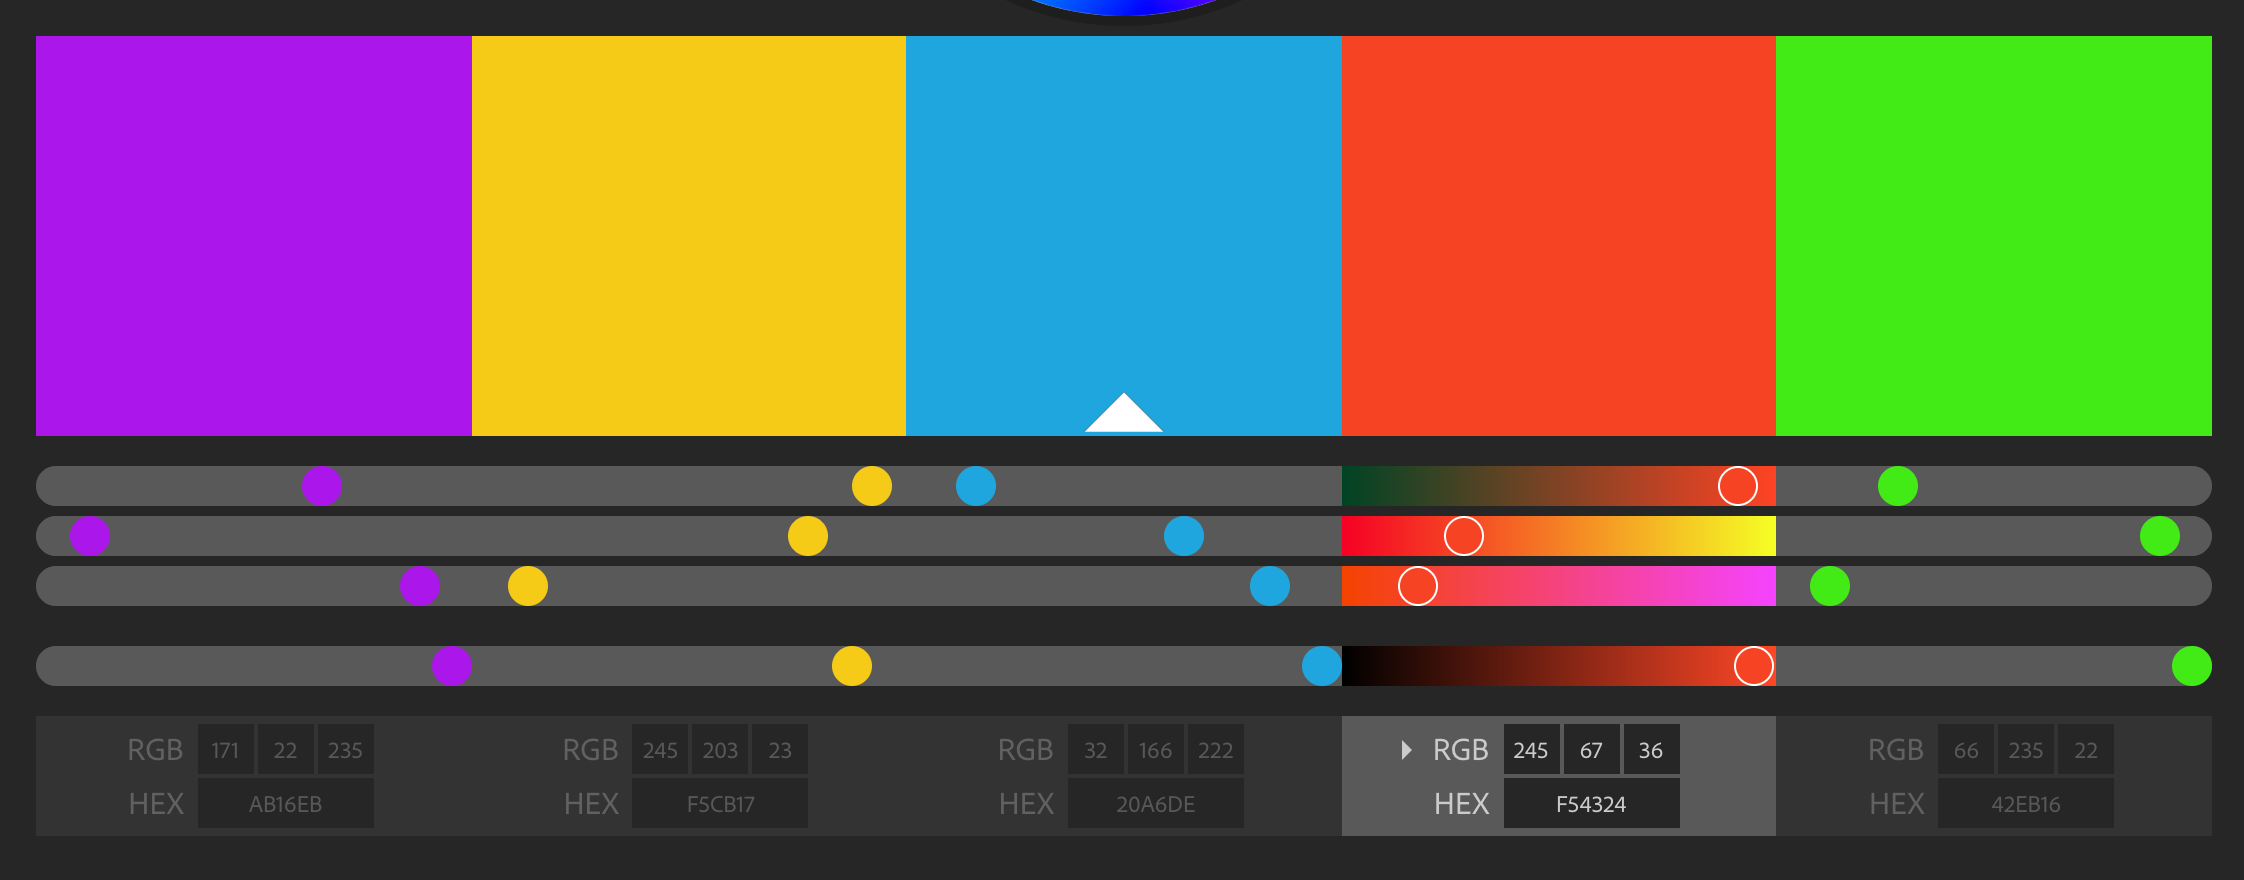 RGB 171 22 235
HEX AB16EB
RGB 245 203 23
HEX F5CB17
RGB 32 166 222
HEX 20A6DE
RGB 245 67 36
HEX F54324
RGB 66 235 22
HEX 42EB16